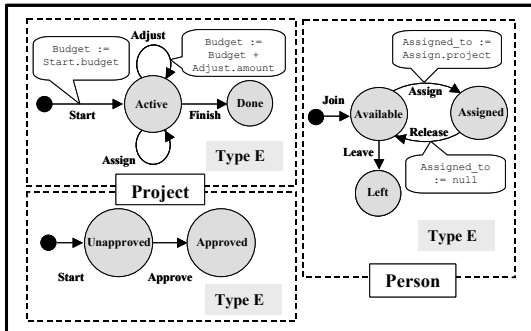 Budget :=
Start.budget
Adjust
Budget :=
Budget +
Adjust.amount
Start
Active
Finish
Done
Assign
Type E
Project
Unapproved
Approved
Start
Approve
Type E
Assigned_to :=
Assign.project
Join
Assign
Available
Assigned
Release
Leave
Assigned_to
:= null
Left
Type E
Person